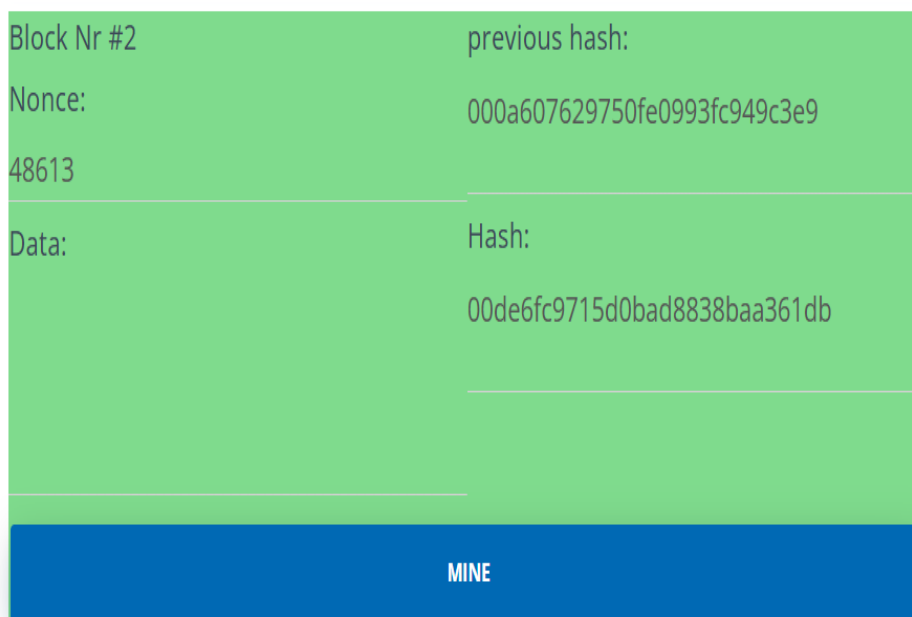 Block Nr #2
Nonce:
48613
Data:
previous hash:
000a607629750fe0993fc949c3e9
Hash:
00de6fc9715d0bad8838baa361db
MINE